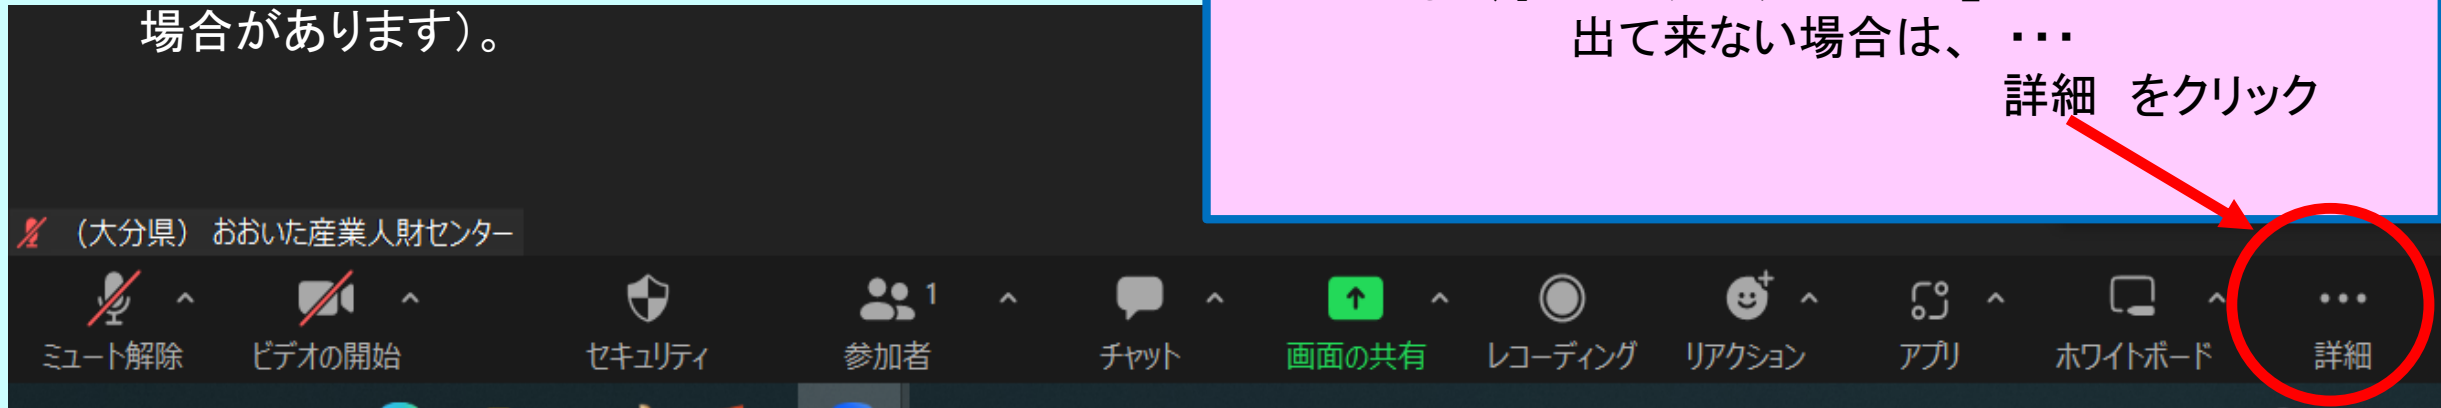 場合があります）。
出て来ない場合は、 ・・・
詳細 をクリック
（大分県） おおいた産業人財センター
1
ミュート解除 ビデオの開始 セキュリティ 参加者 チャット 画面の共有 レコーディング リアクション アプリ ホワイトボード 詳細